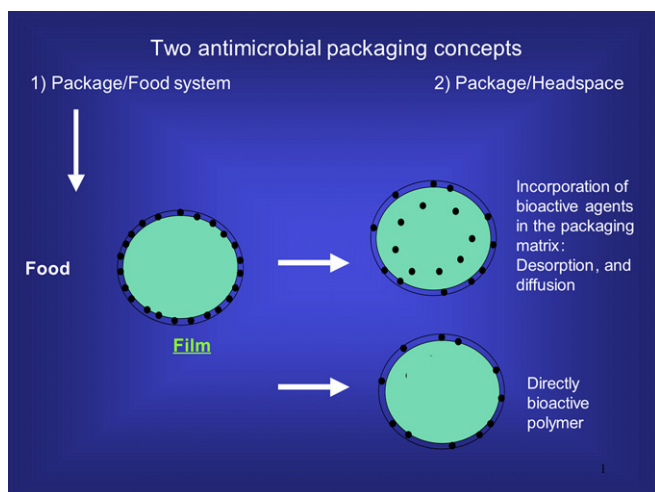 Two antimicrobial packaging concepts
1) Package/Food system
2) Package/Headspace
Incorporation of
bioactive agents
in the packaging
matrix:
Desorption, and
diffusion
Food
Film
Directly
bioactive
polymer
1